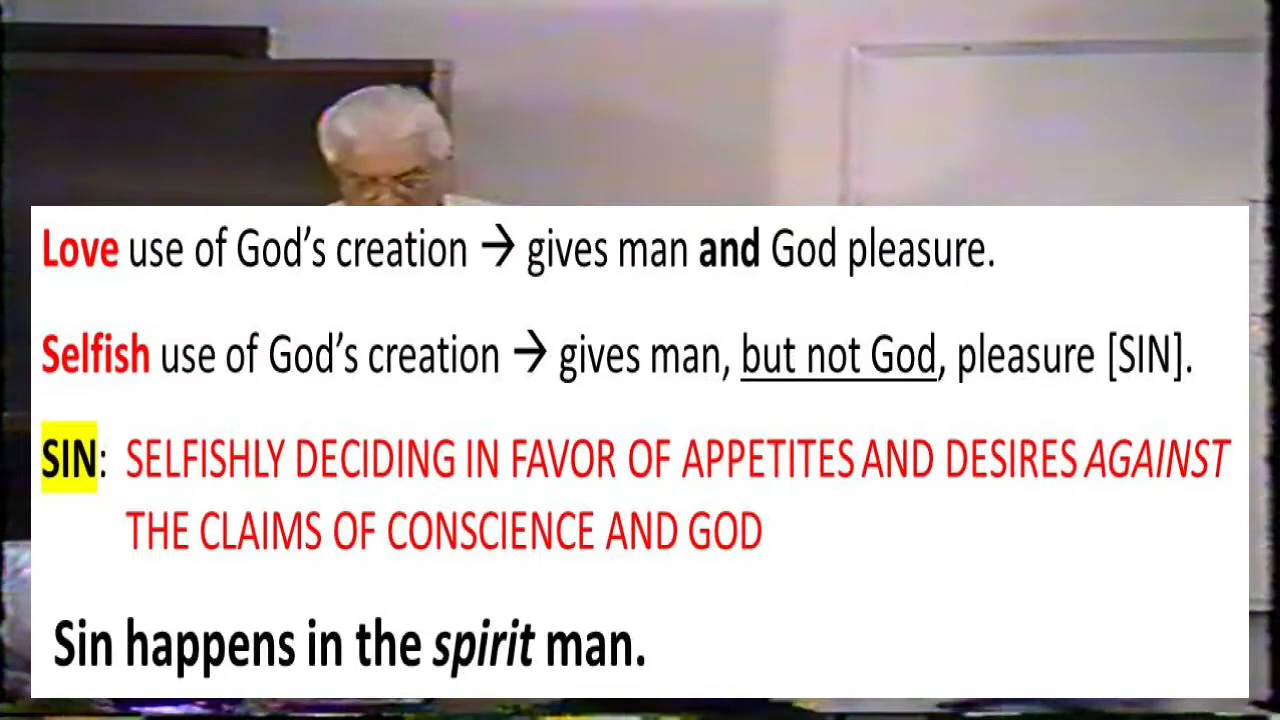 Love use of God’s creation → gives man and God pleasure.
Selfish use of God’s creation → gives man, but not God, pleasure [SIN].
SIN: SELFISHLY DECIDING IN FAVOR OF APPETITES AND DESIRES AGAINST
THE CLAIMS OF CONSCIENCE AND GOD
Sin happens in the spirit man.